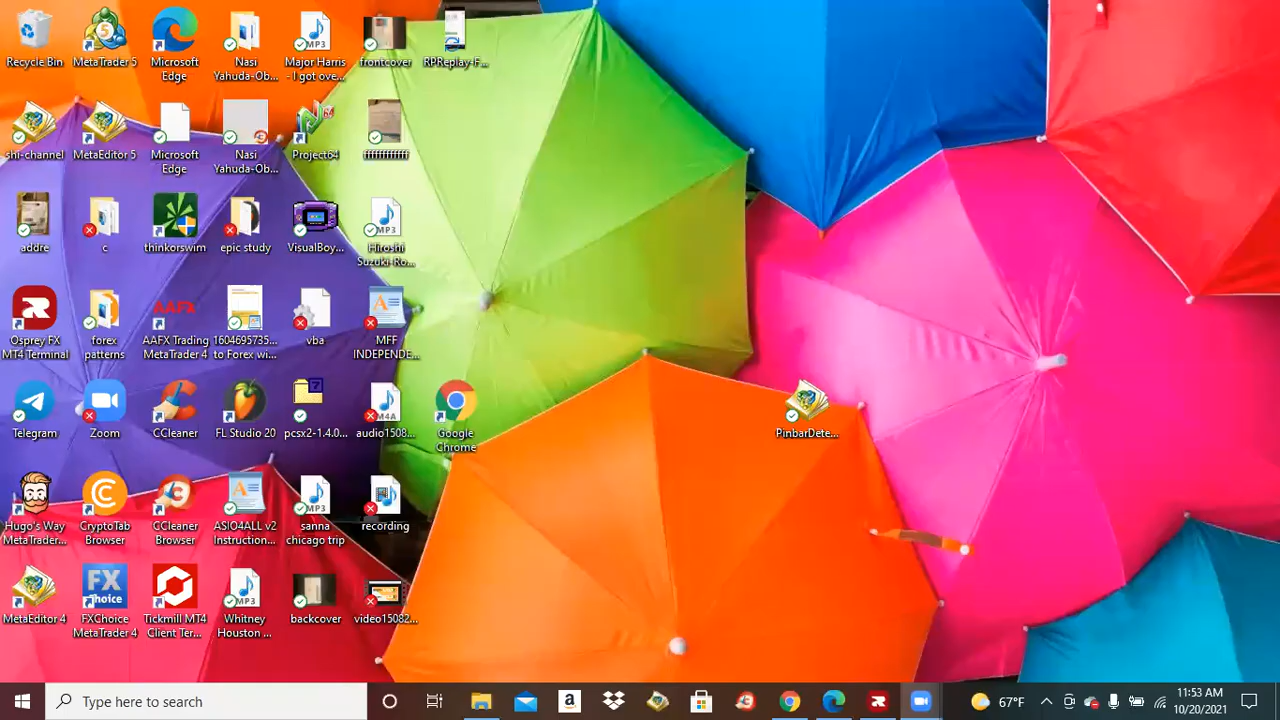 Recycle Bin
MetaTrader 5
Microsoft
Edge
Nasi
Yahuda-Ob...
Major Harris
- I got ove...
frontcover
RPReplay-F...
shi-channel
MetaEditor 5
Microsoft
Edge
Nasi
Yahuda-Ob...
Project64
addre
c
thinkorswim
epic study
VisualBoy...
Hiroshi
Suzuki-Ro...
Osprey FX
MT4 Terminal
forex
patterns
AAFX
AAFX Trading
MetaTrader 4
1604695735...
to Forex wi...
vba
MFF
INDEPENDE...
Telegram
Zoom
CCleaner
FL Studio 20
pcsx2-1.4.0...
audio1508...
Google
Chrome
PinbarDete...
Hugo's Way
MetaTrader...
CryptoTab
Browser
CCleaner
Browser
ASIO4ALL v2
Instruction...
sanna
chicago trip
recording
MetaEditor 4
FX
Choice
FXChoice
MetaTrader 4
Tickmill MT4
Client Ter...
Whitney
Houston ...
backcover
video15082...
Type here to search
67°F
11:53 AM
10/20/2021